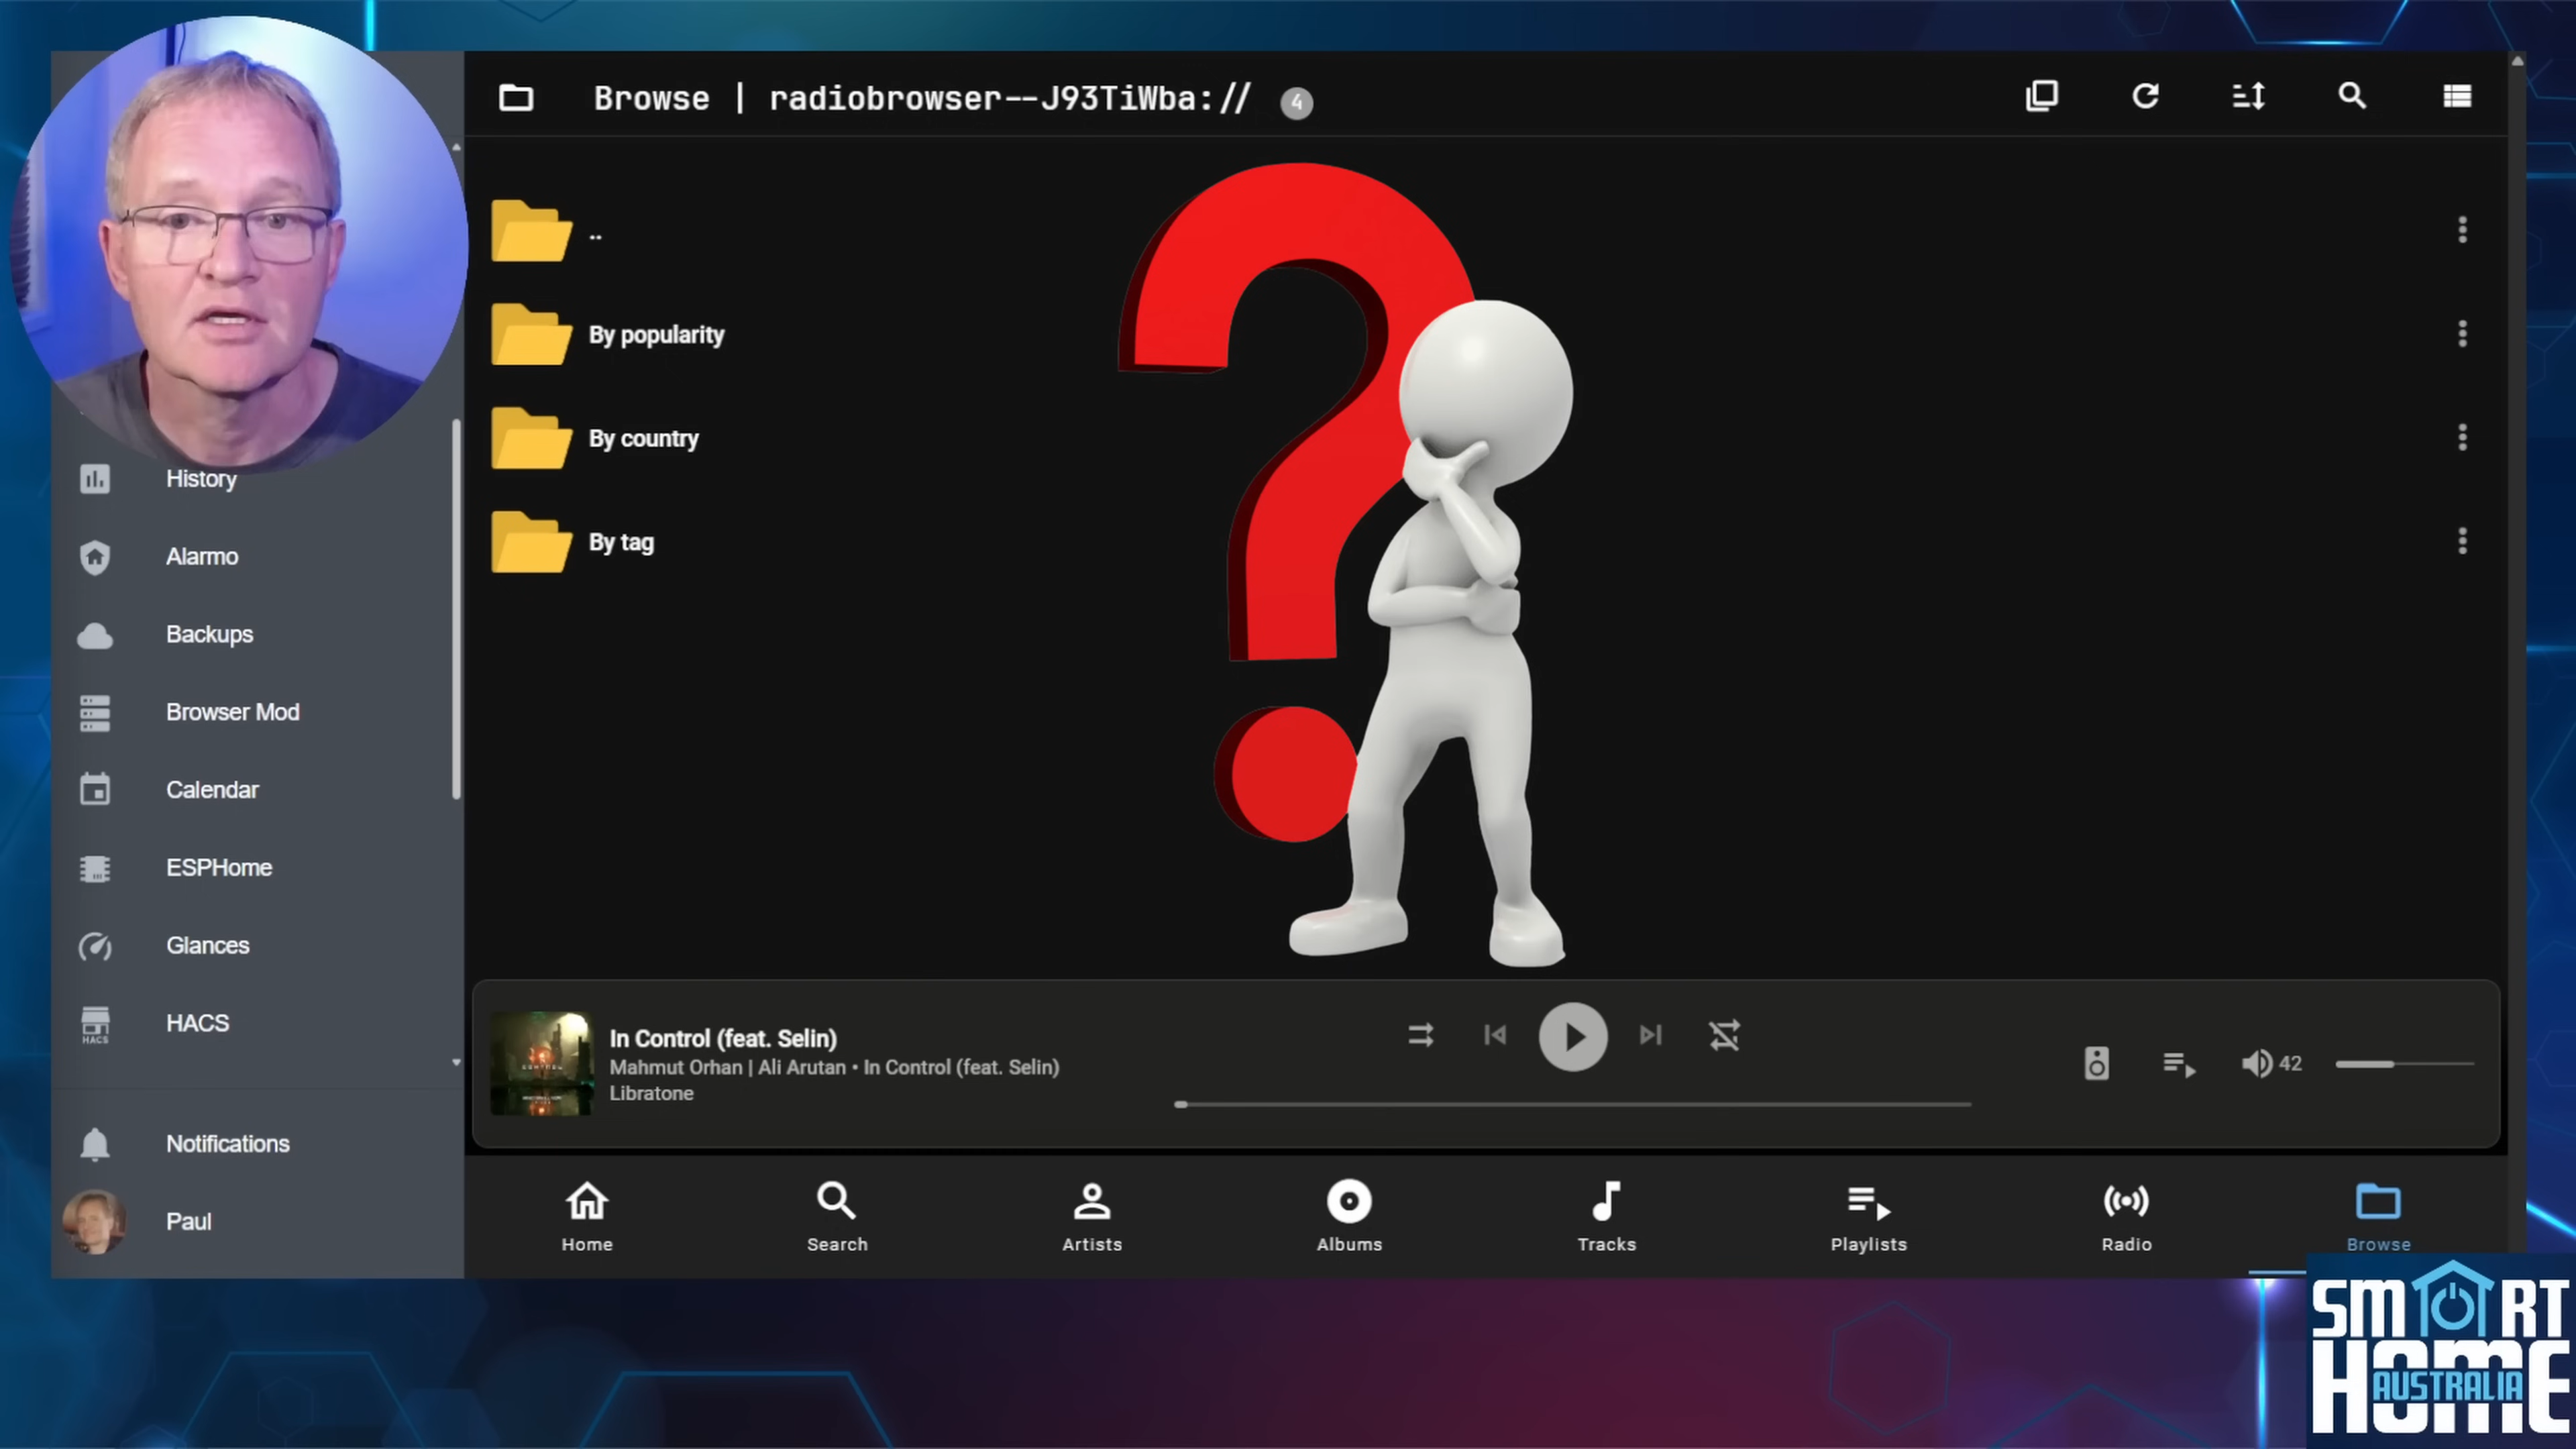 Browse | radiobrowser--J93TiWba:// 4
..
By popularity
By country
By tag
History
Alarmo
Backups
Browser Mod
Calendar
ESPHome
Glances
HACS
HACS
Notifications
Paul
In Control (feat. Selin)
Mahmut Orhan | Ali Arutan • In Control (feat. Selin)
Libratone
42
Home
Search
Artists
Albums
Tracks
Playlists
Radio
Browse
SMART
HOME
AUSTRALIA